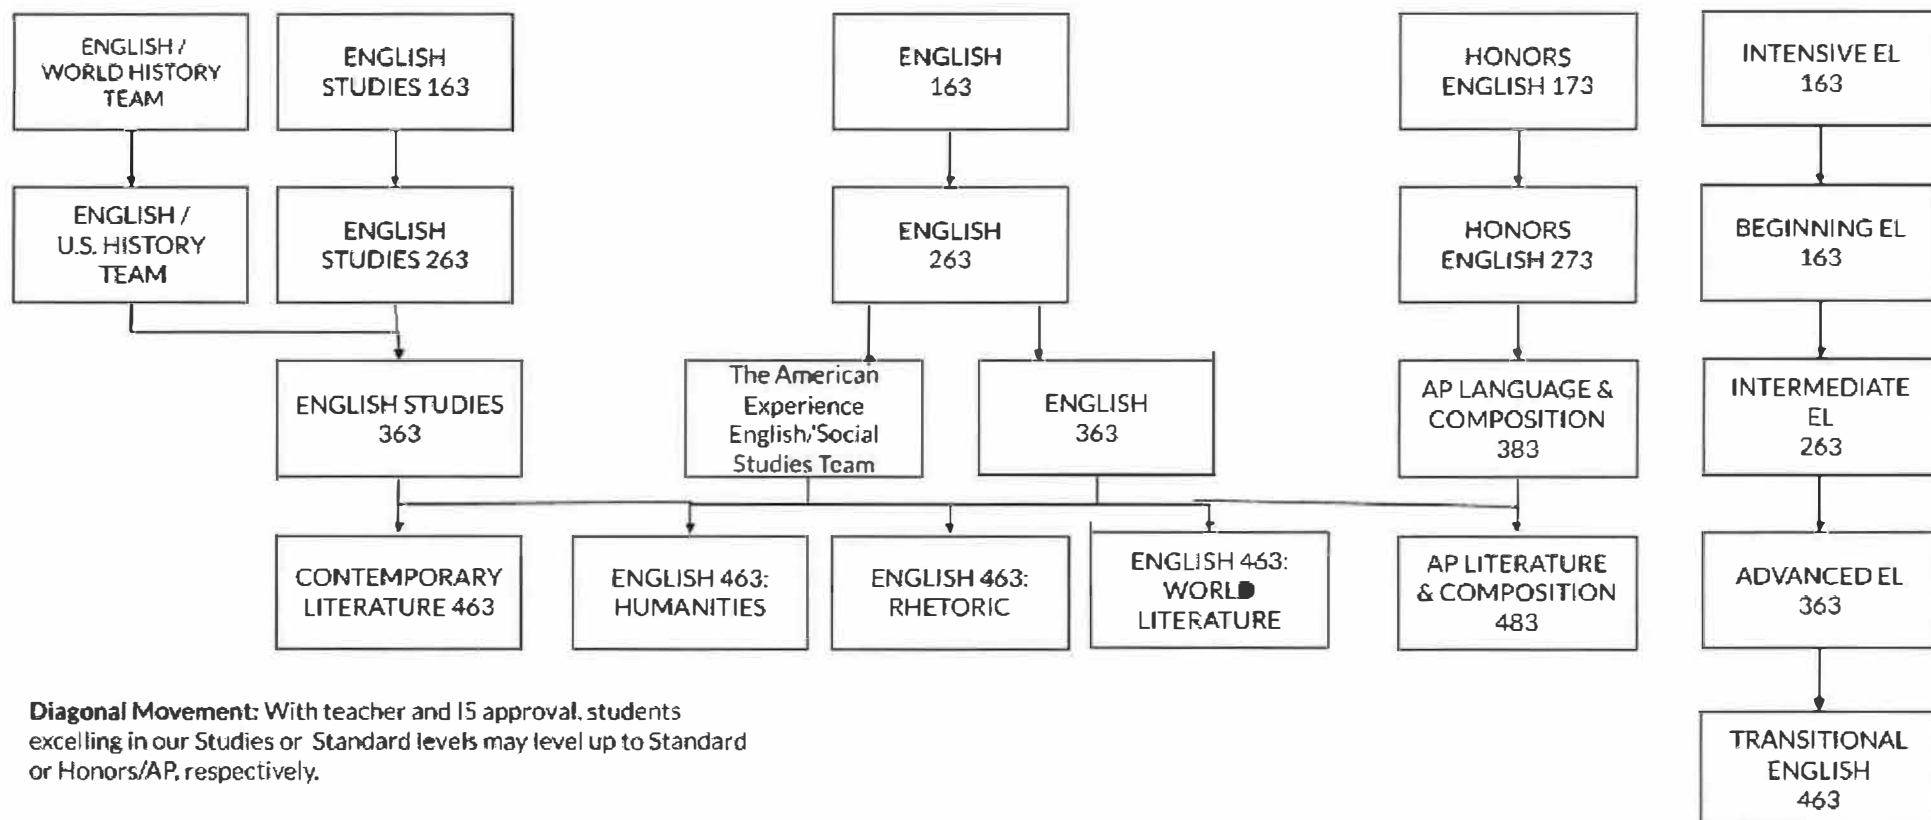 ENGLISH /
WORLD HISTORY
TEAM
ENGLISH
STUDIES 163
ENGLISH
163
HONORS
ENGLISH 173
INTENSIVE EL
163
ENGLISH /
U.S. HISTORY
TEAM
ENGLISH
STUDIES 263
ENGLISH
263
HONORS
ENGLISH 273
BEGINNING EL
163
ENGLISH STUDIES
363
The American
Experience
English/Social
Studies Team
ENGLISH
363
AP LANGUAGE &
COMPOSITION
383
INTERMEDIATE
EL
263
CONTEMPORARY
LITERATURE 463
ENGLISH 463:
HUMANITIES
ENGLISH 463:
RHETORIC
ENGLISH 463:
WORLD
LITERATURE
AP LITERATURE
& COMPOSITION
483
ADVANCED EL
363
Diagonal Movement: With teacher and IS approval, students
excelling in our Studies or Standard levels may level up to Standard
or Honors/AP, respectively.
TRANSITIONAL
ENGLISH
463